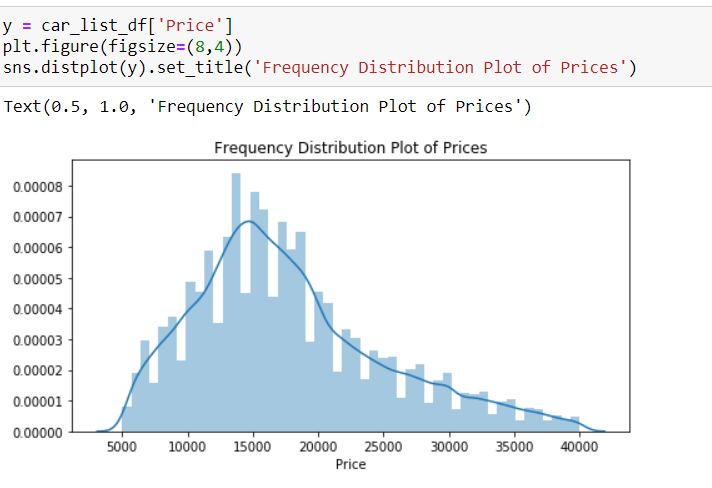 y = car_list_df['Price']
plt.figure(figsize=(8,4))
sns.distplot(y).set_title('Frequency Distribution Plot of Prices')
Text(0.5, 1.0, 'Frequency Distribution Plot of Prices')
Frequency Distribution Plot of Prices
0.00008
0.00007
0.00006
0.00005
0.00004
0.00003
0.00002
0.00001
0.00000
5000 10000 15000 20000 25000 30000 35000 40000
Price